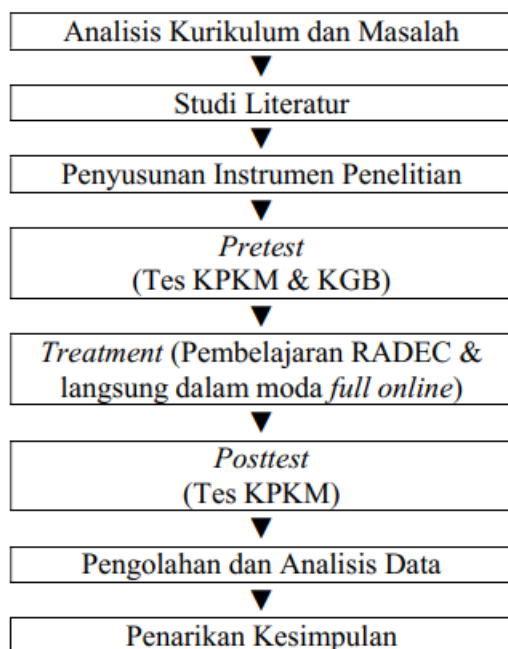 Analisis Kurikulum dan Masalah
▼
Studi Literatur
▼
Penyusunan Instrumen Penelitian
▼
Pretest
(Tes KPKM & KGB)
▼
Treatment (Pembelajaran RADEC &
langsung dalam moda full online)
▼
Posttest
(Tes KPKM)
▼
Pengolahan dan Analisis Data
▼
Penarikan Kesimpulan